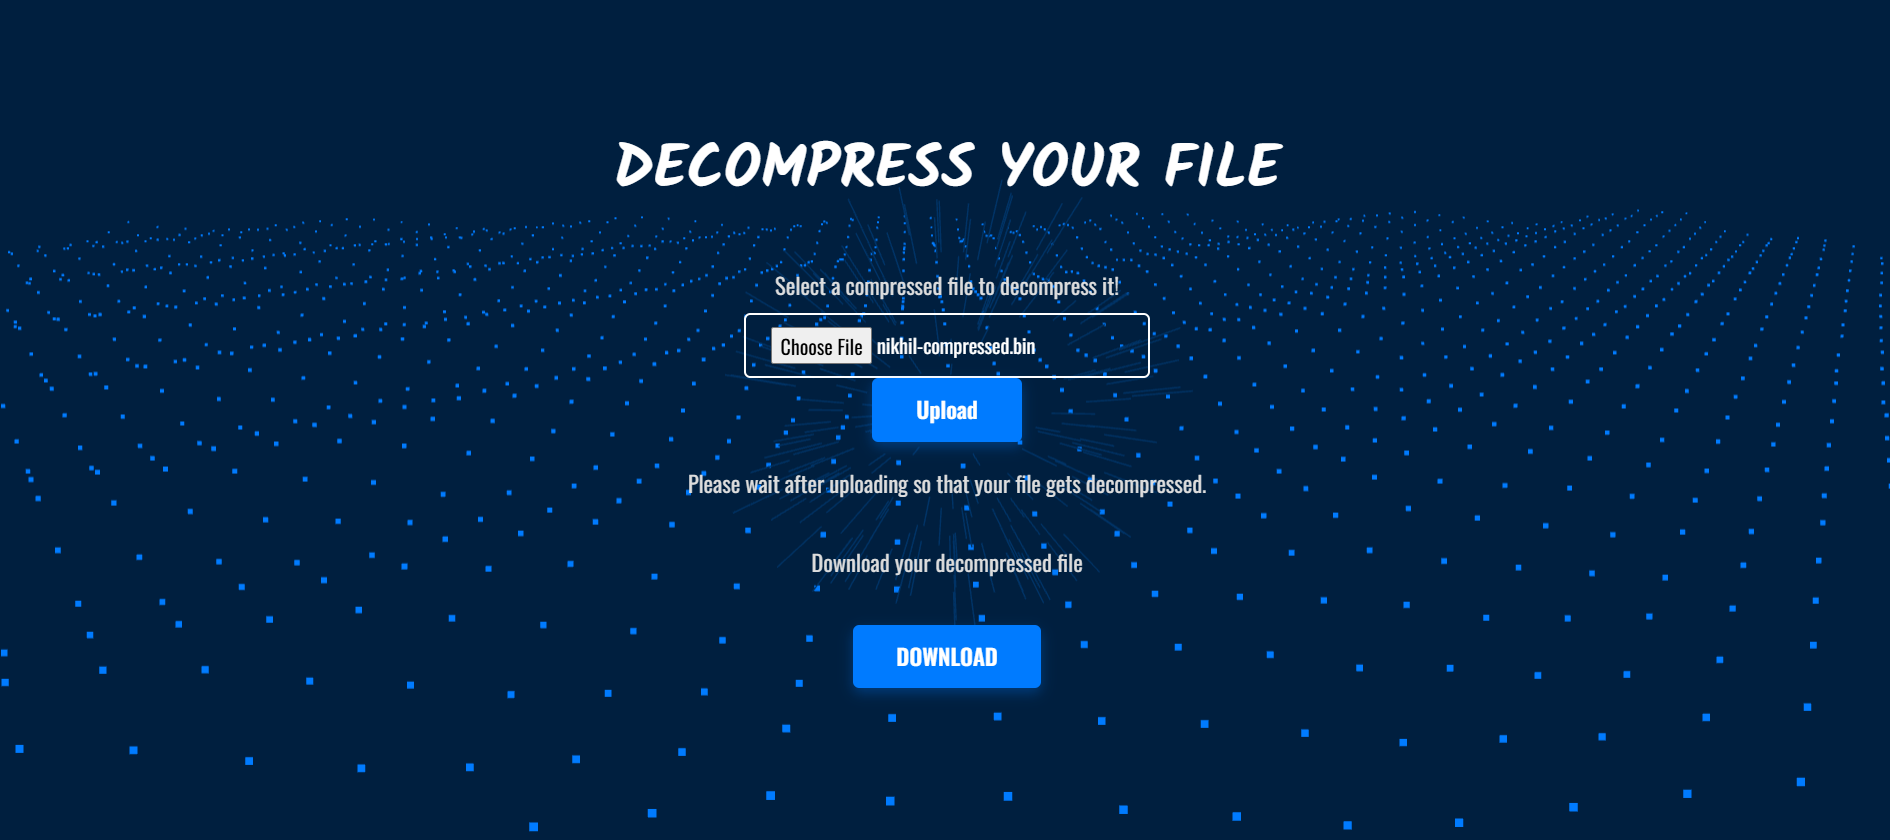 DECOMPRESS YOUR FILE
Select a compressed file to decompress it!
Choose File nikhil-compressed.bin
Upload
Please wait after uploading so that your file gets decompressed.
Download your decompressed file
DOWNLOAD